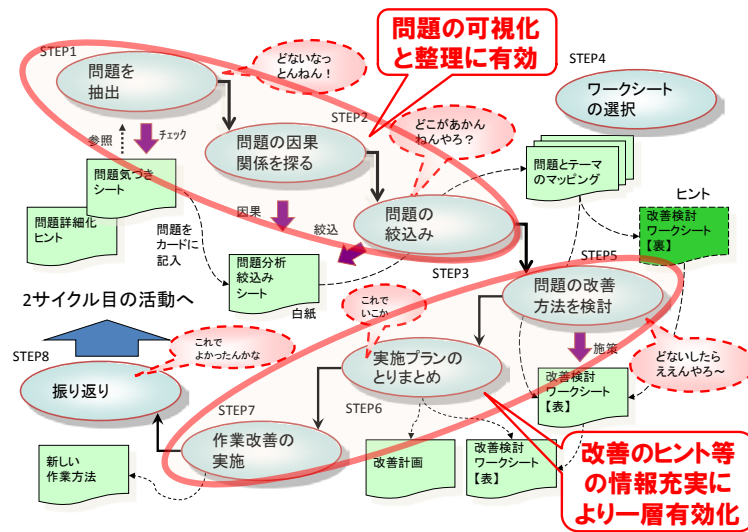 STEP1
問題を
抽出
どないなっ
とんねん！
問題の可視化
と整理に有効
STEP4
ワークシート
の選択
参照
チェック
STEP2
問題の因果
関係を探る
どこがあかん
ねんやろ？
問題気づき
シート
問題詳細化
ヒント
問題を
カードに
記入
因果
絞込
問題の
絞込み
STEP3
問題とテーマ
のマッピング
ヒント
改善検討
ワークシート
【裏】
問題分析
絞込み
シート
白紙
STEP5
問題の改善
方法を検討
2サイクル目の活動へ
これで
いこか
これで
よかったんかな
STEP8
振り返り
実施プランの
とりまとめ
STEP6
施策
どないしたら
ええんやろ～
改善検討
ワークシート
【表】
STEP7
作業改善の
実施
新しい
作業方法
改善計画
改善検討
ワークシート
【表】
改善のヒント等
の情報充実に
より一層有効化